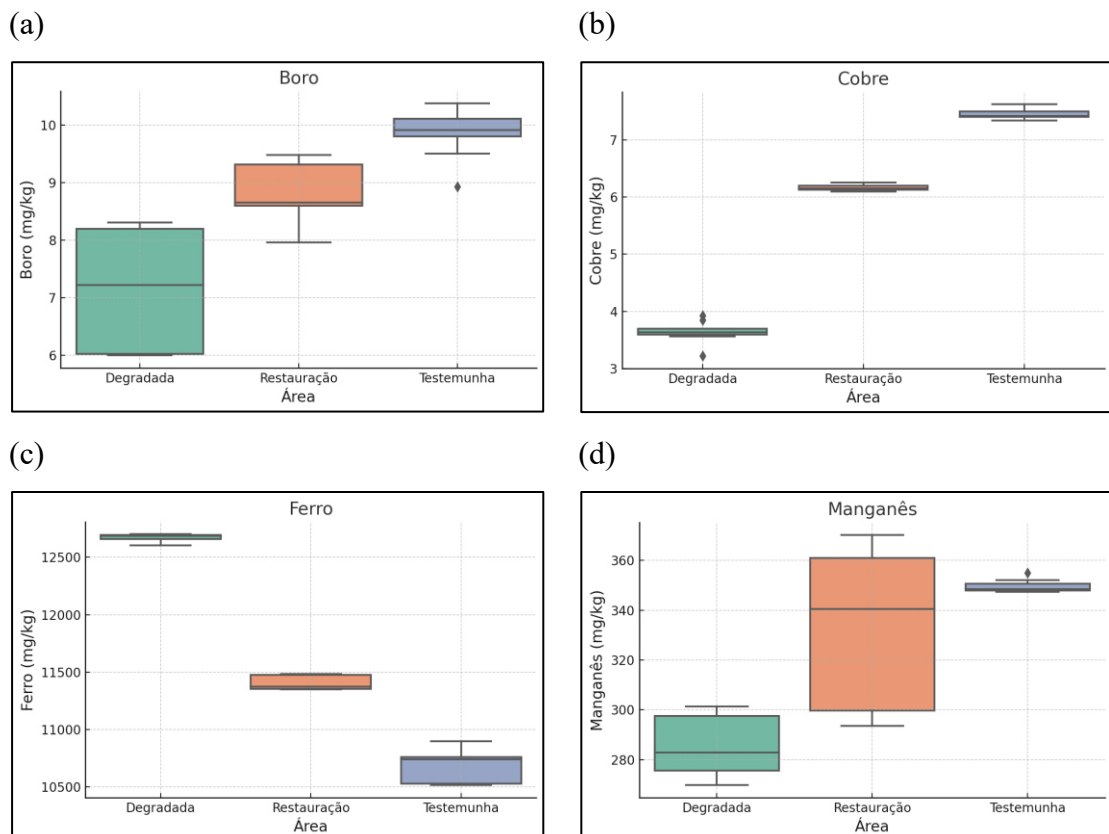 (a)
(b)
Boro
Boro (mg/kg)
10
9
8
7
6
Degradada Restauração Testemunha
Área
Cobre
Cobre (mg/kg)
7
6
5
4
3
Degradada Restauração Testemunha
Área
(c)
(d)
Ferro
Ferro (mg/kg)
12500
12000
11500
11000
10500
Degradada Restauração Testemunha
Área
Manganês
Manganês (mg/kg)
360
340
320
300
280
Degradada Restauração Testemunha
Área